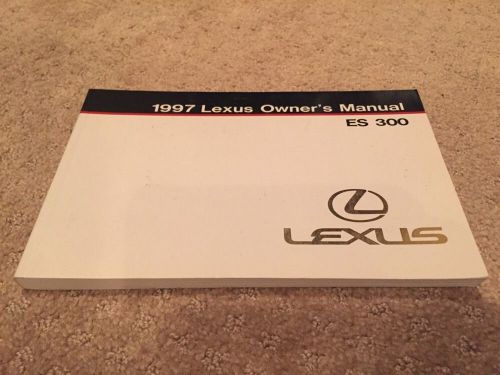 1997 Lexus Owner's Manual
ES 300
LEXUS